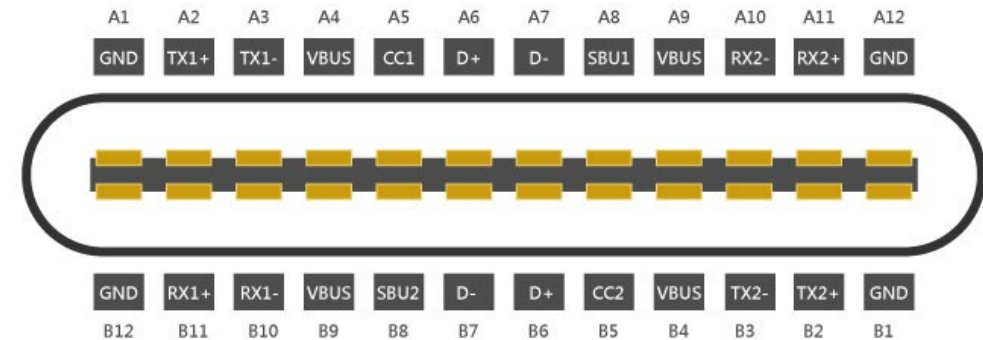 A1 A2 A3 A4 A5 A6 A7 A8 A9 A10 A11 A12
GND TX1+ TX1- VBUS CC1 D+ D- SBU1 VBUS RX2- RX2+ GND
GND RX1+ RX1- VBUS SBU2 D- D+ CC2 VBUS TX2- TX2+ GND
B12 B11 B10 B9 B8 B7 B6 B5 B4 B3 B2 B1